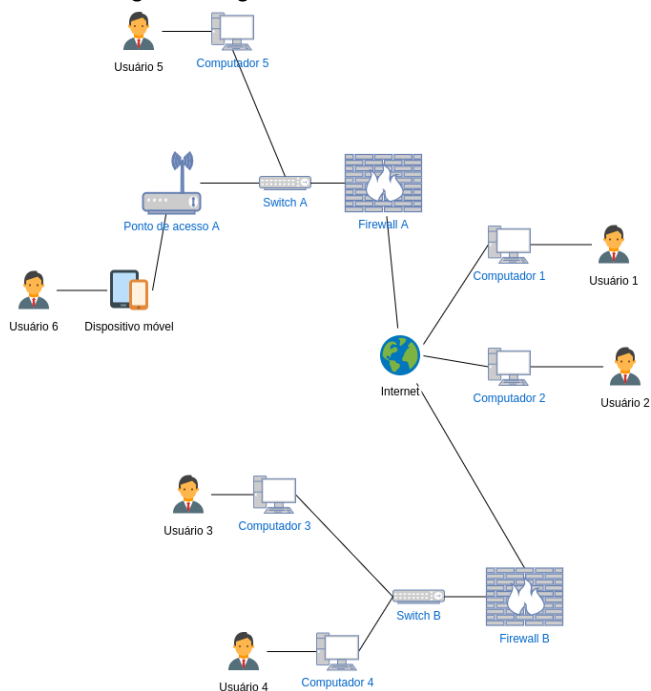 Usuário 5
Computador 5
Ponto de acesso A
Switch A
Firewall A
Usuário 6
Dispositivo móvel
Computador 1
Usuário 1
Internet
Computador 2
Usuário 2
Usuário 3
Computador 3
Switch B
Firewall B
Usuário 4
Computador 4